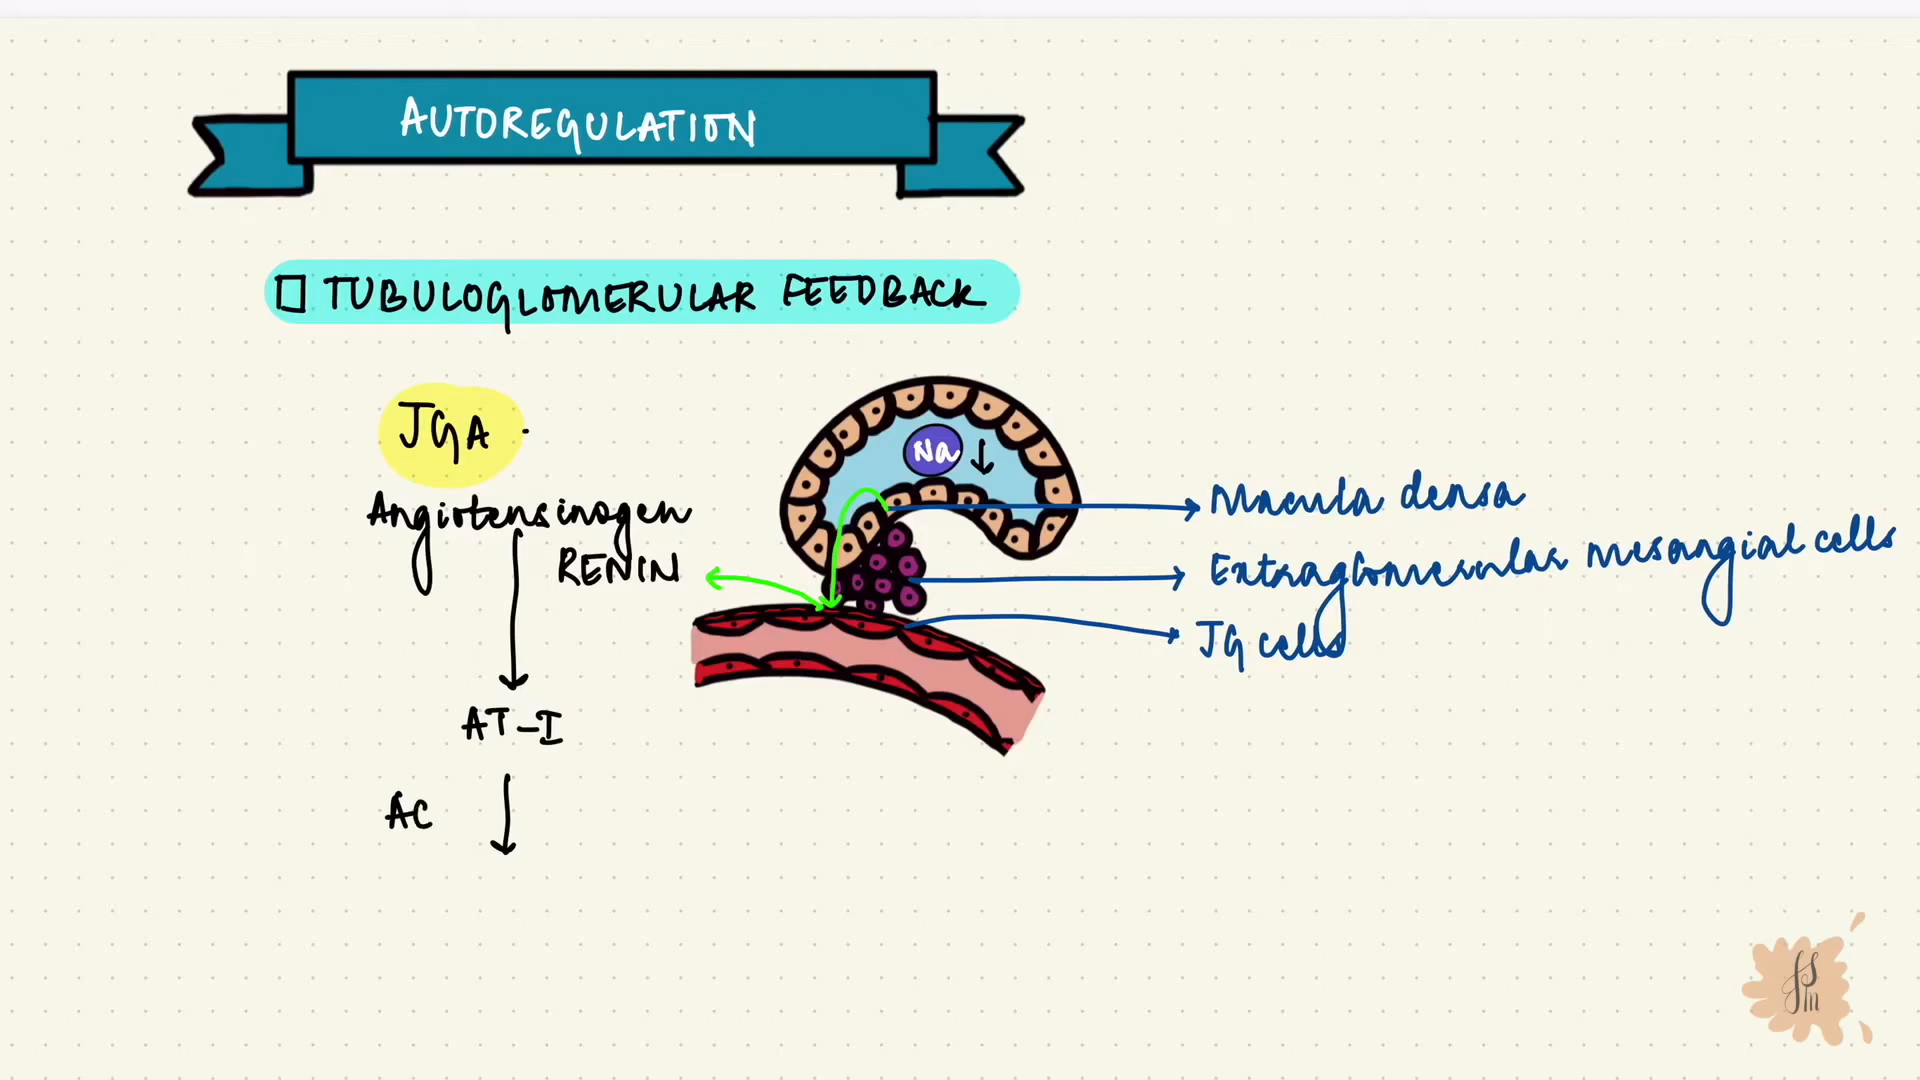 AUTOREGULATION
TUBULOGLOMERULAR FEEDBACK
JGA
Na ↓
Macula densa
Angiotensinogen
RENIN
Extraglomerular mesangial cells
JG cells
AT-I
AC